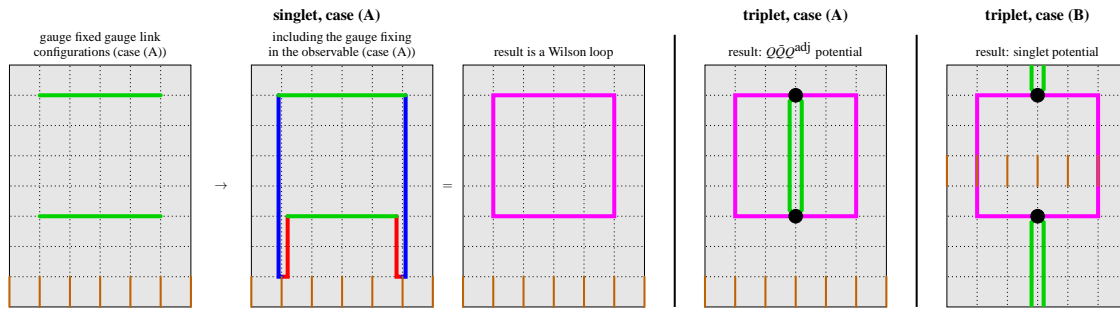 singlet, case (A)
triplet, case (A)
triplet, case (B)
gauge fixed gauge link
configurations (case (A))
including the gauge fixing
in the observable (case (A))
result is a Wilson loop
result: QQ̄Q^adj potential
result: singlet potential
→
=